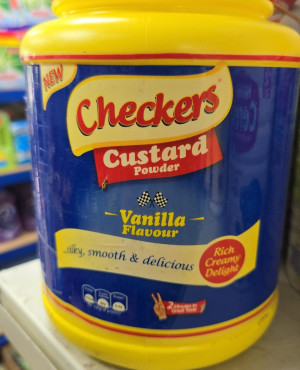 NEW
Checkers
Custard
Powder
Vanilla
Flavour
...silky, smooth & delicious
Rich
Creamy
Delight